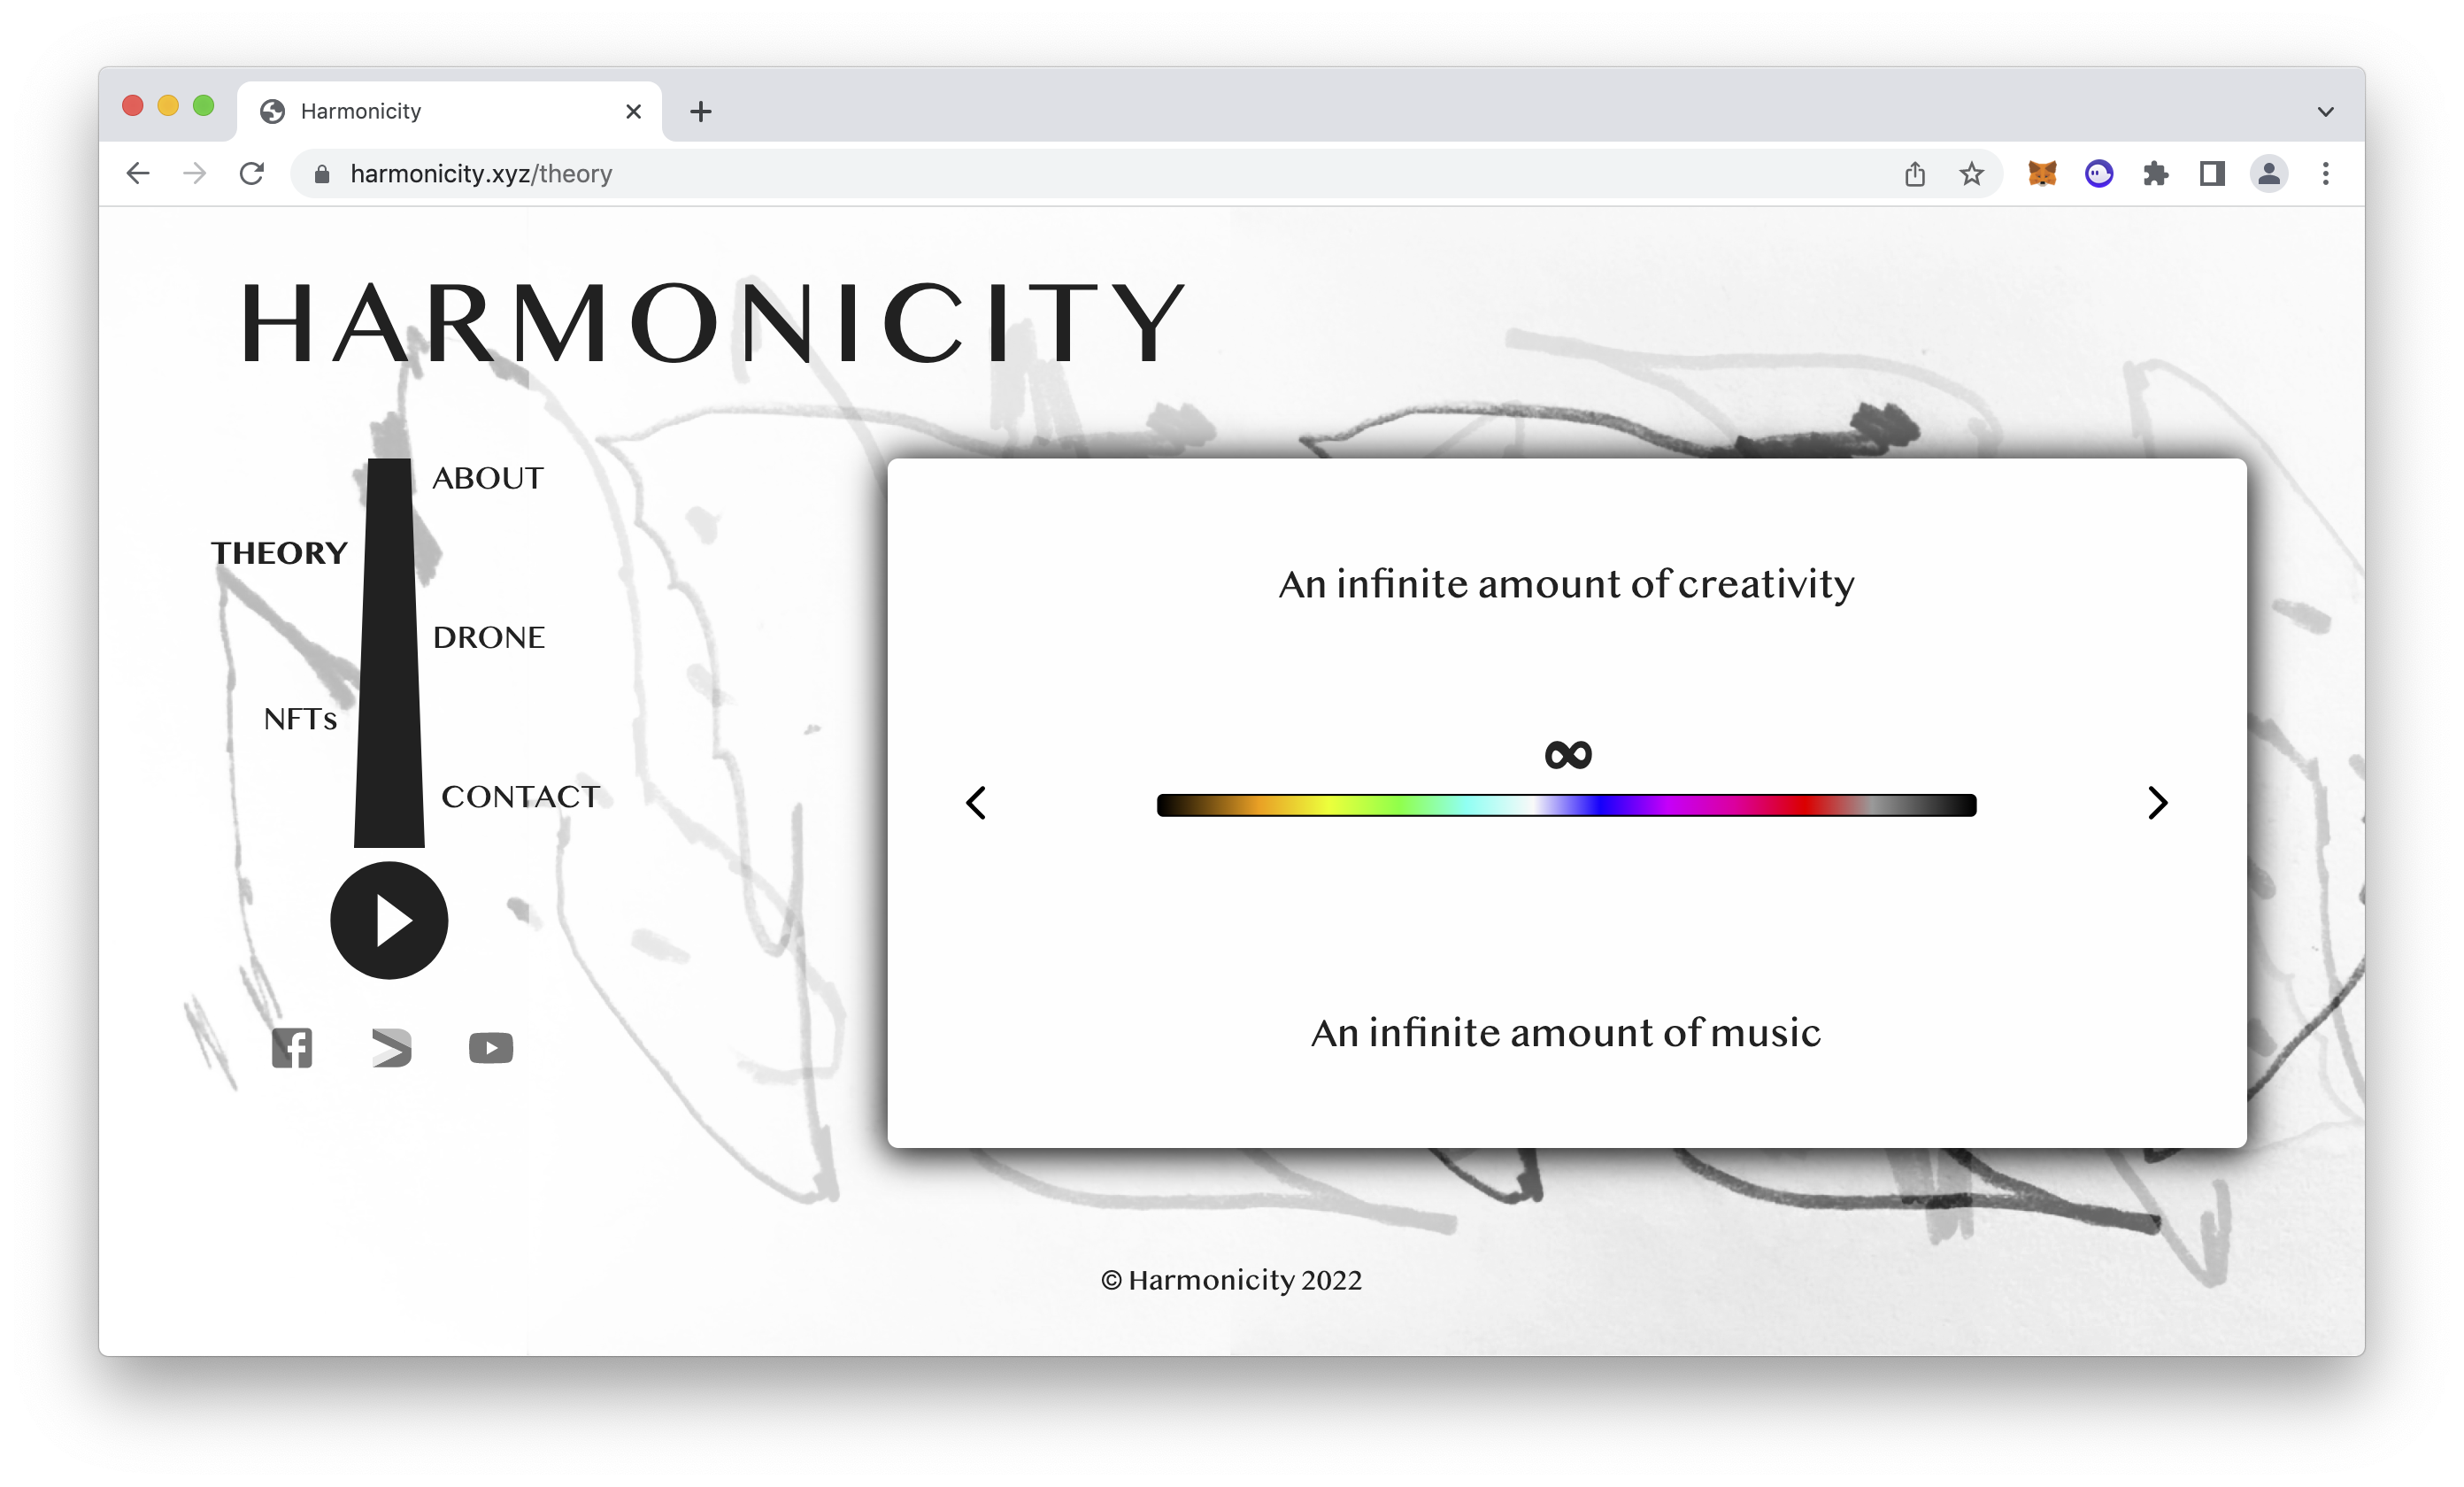 Harmonicity
harmonicity.xyz/theory
HARMONICITY
ABOUT
THEORY
DRONE
NFTs
CONTACT
An infinite amount of creativity
∞
An infinite amount of music
© Harmonicity 2022